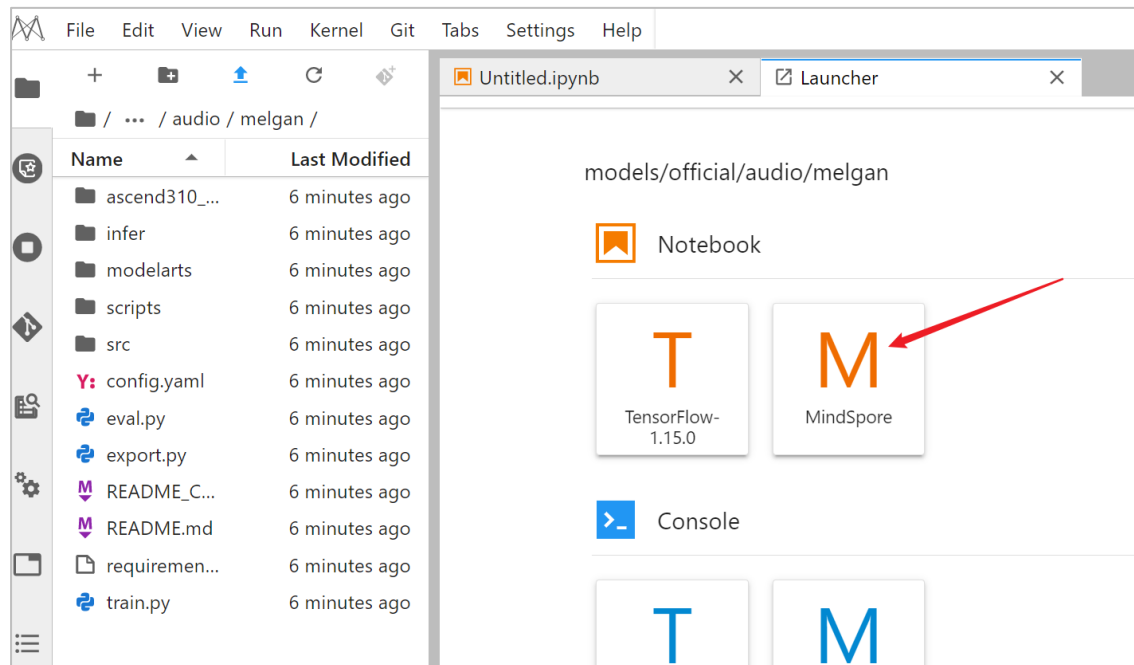 File Edit View Run Kernel Git Tabs Settings Help
Untitled.ipynb
Launcher
/ ... / audio / melgan /
Name Last Modified
ascend310_... 6 minutes ago
infer 6 minutes ago
modelarts 6 minutes ago
scripts 6 minutes ago
src 6 minutes ago
Y: config.yaml 6 minutes ago
eval.py 6 minutes ago
export.py 6 minutes ago
M README_C... 6 minutes ago
M README.md 6 minutes ago
requiremen... 6 minutes ago
train.py 6 minutes ago
models/official/audio/melgan
Notebook
T M
TensorFlow- MindSpore
1.15.0
Console
T M